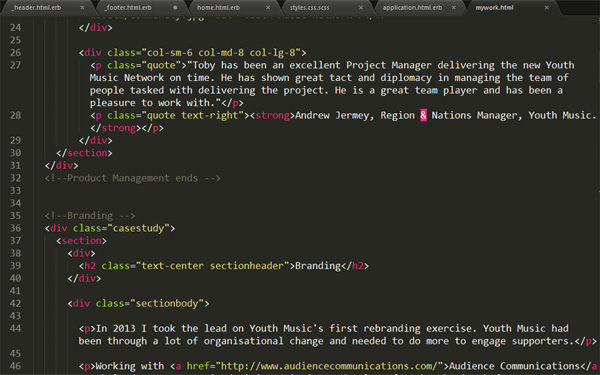 _header.html.erb
_footer.html.erb
home.html.erb
styles.css.scss
application.html.erb
mywork.html
24 </div>
25
26 <div class="col-sm-6 col-md-8 col-lg-8">
27 <p class="quote">"Toby has been an excellent Project Manager delivering the new Youth
Music Network on time. He has shown great tact and diplomacy in managing the team of
people tasked with delivering the project. He is a great team player and has been a
pleasure to work with."</p>
28 <p class="quote text-right"><strong>Andrew Jermey, Region & Nations Manager, Youth Music.
</strong></p>
29 </div>
30 </section>
31 </div>
32 <!--Product Management ends -->
33
34
35 <!--Branding -->
36 <div class="casestudy">
37 <section>
38 <div>
39 <h2 class="text-center sectionheader">Branding</h2>
40 </div>
41
42 <div class="sectionbody">
43
44 <p>In 2013 I took the lead on Youth Music's first rebranding exercise. Youth Music had
been through a lot of organisational change and needed to do more to engage supporters.</p>
45
46 <p>Working with <a href="http://www.audiencecommunications.com/">Audience Communications</a